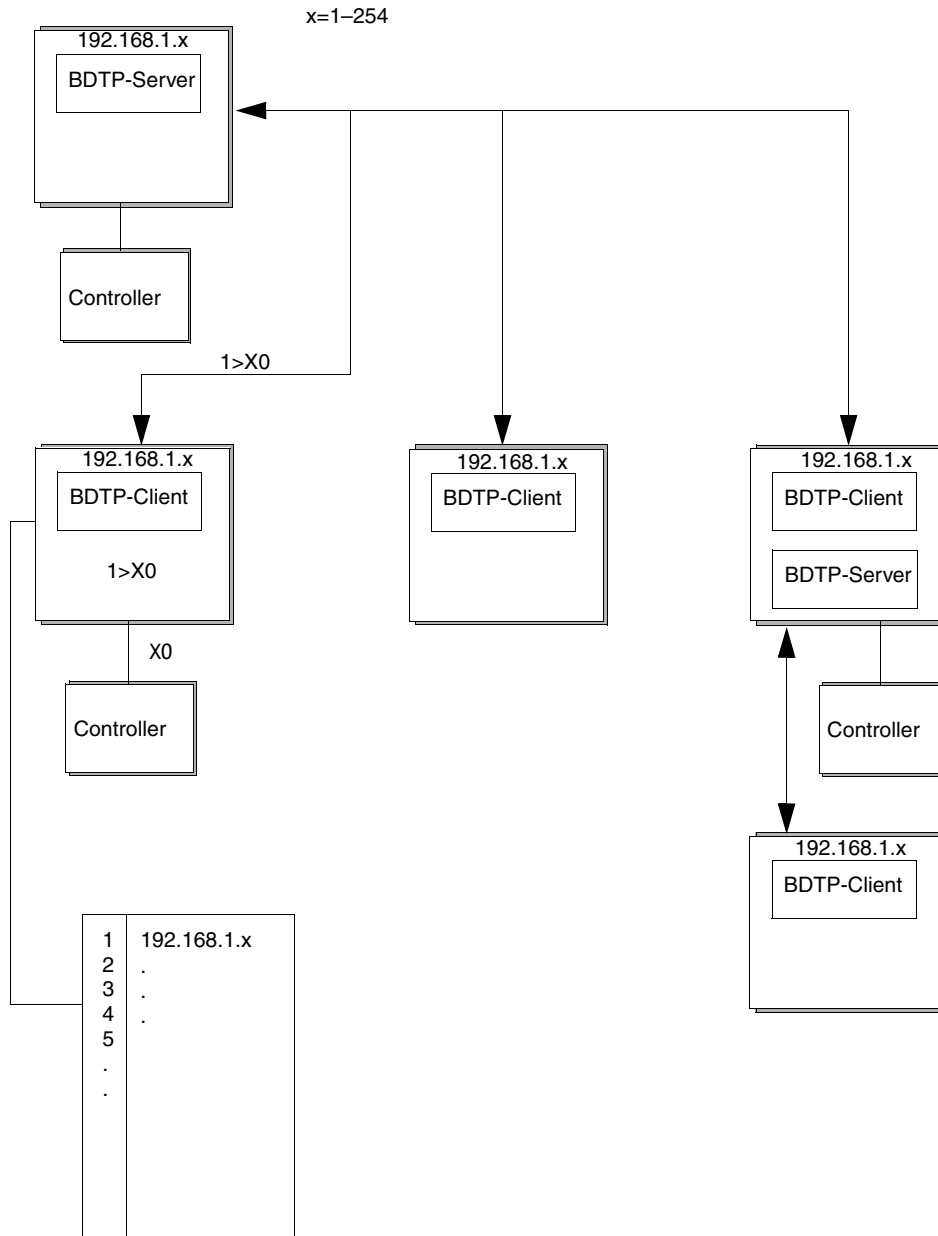 x=1–254
192.168.1.x
BDTP-Server
Controller
1>X0
192.168.1.x
BDTP-Client
1>X0
X0
Controller
192.168.1.x
BDTP-Client
192.168.1.x
BDTP-Client
BDTP-Server
Controller
192.168.1.x
BDTP-Client
1 192.168.1.x
2 .
3 .
4 .
5
.
.